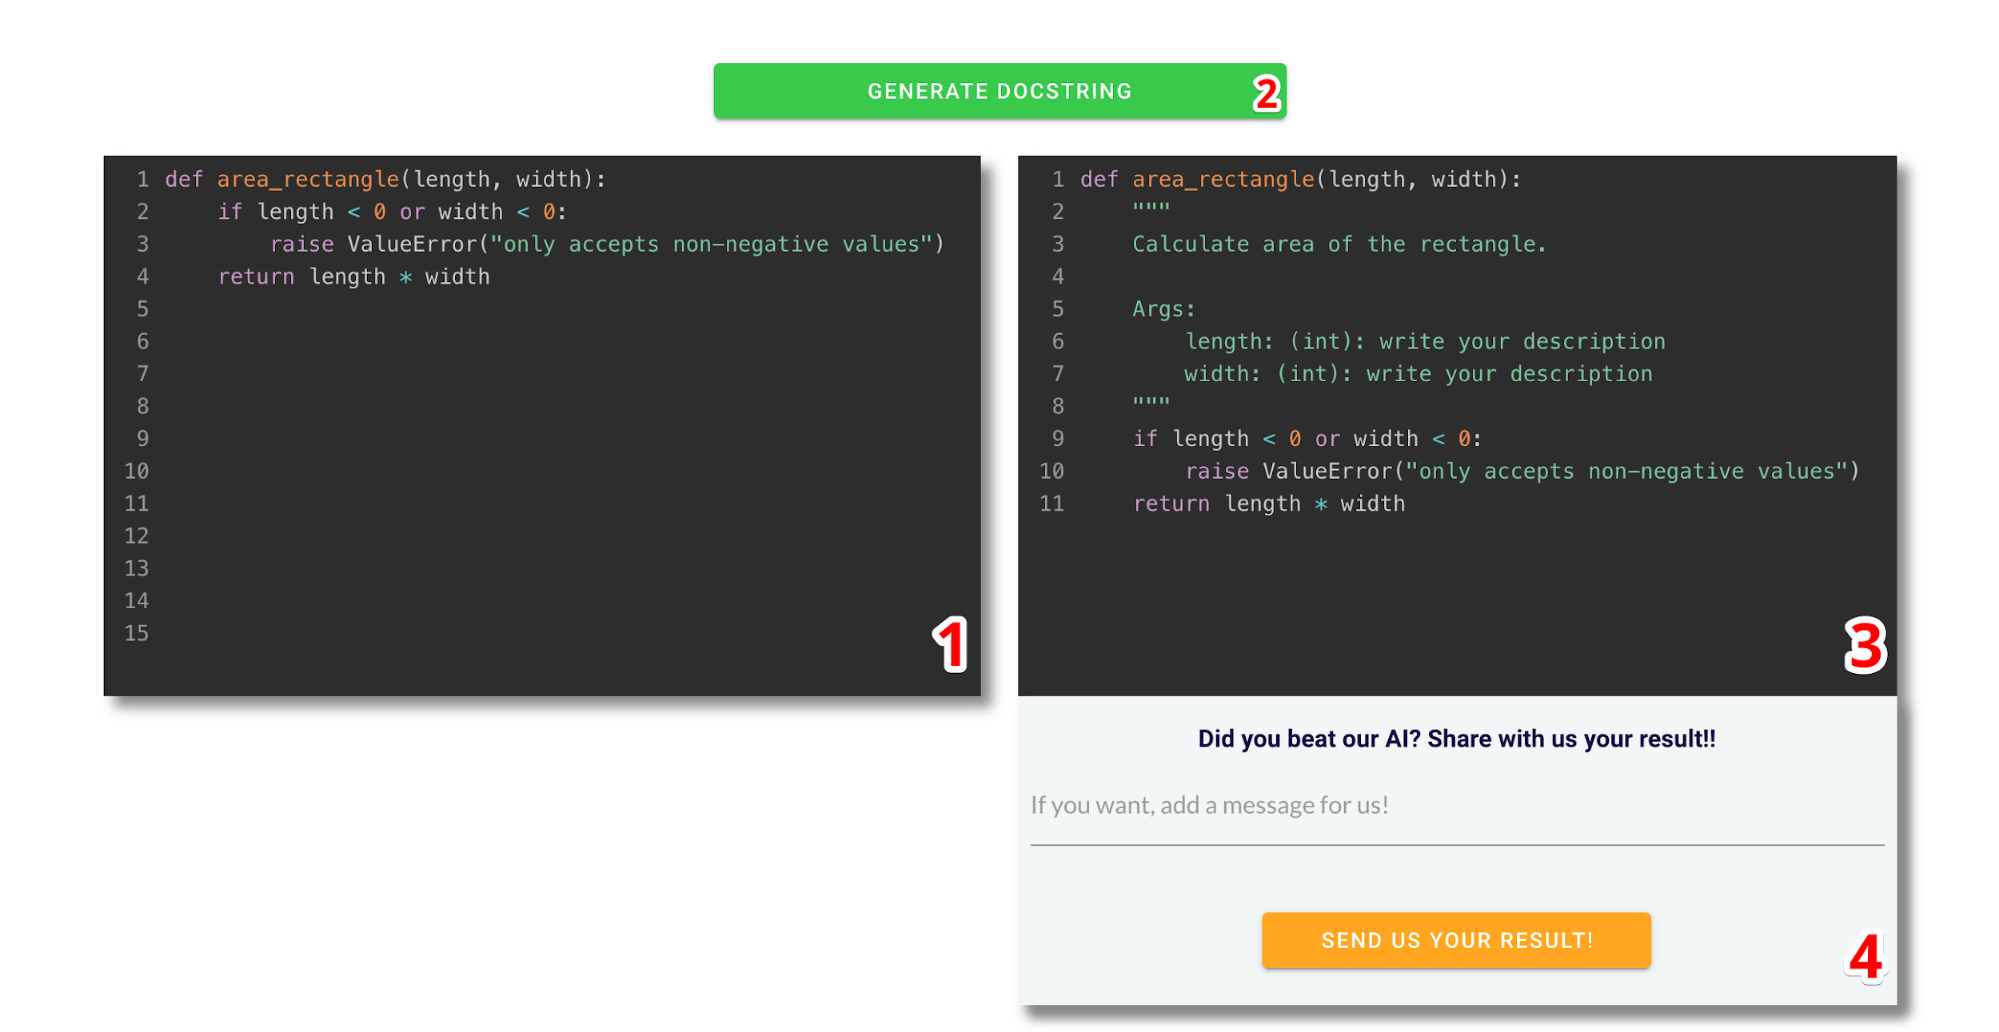 GENERATE DOCSTRING
2
1 def area_rectangle(length, width):
2     if length < 0 or width < 0:
3         raise ValueError("only accepts non-negative values")
4     return length * width
5
6
7
8
9
10
11
12
13
14
15
1
1 def area_rectangle(length, width):
2     """
3     Calculate area of the rectangle.
4
5     Args:
6         length: (int): write your description
7         width: (int): write your description
8     """
9     if length < 0 or width < 0:
10         raise ValueError("only accepts non-negative values")
11     return length * width
3
Did you beat our AI? Share with us your result!!
If you want, add a message for us!
SEND US YOUR RESULT!
4